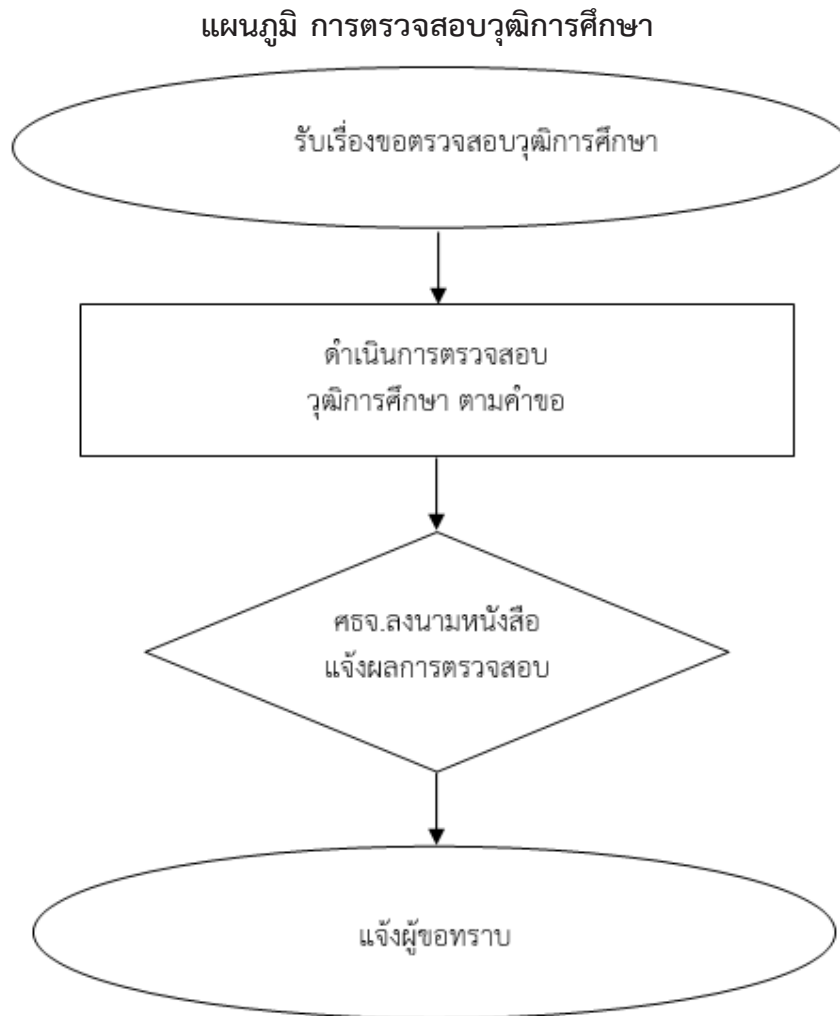 แผนภูมิ การตรวจสอบวุฒิการศึกษา
รับเรื่องขอตรวจสอบวุฒิการศึกษา
ดำเนินการตรวจสอบ
วุฒิการศึกษา ตามคำขอ
ศธจ.ลงนามหนังสือ
แจ้งผลการตรวจสอบ
แจ้งผู้ขอทราบ